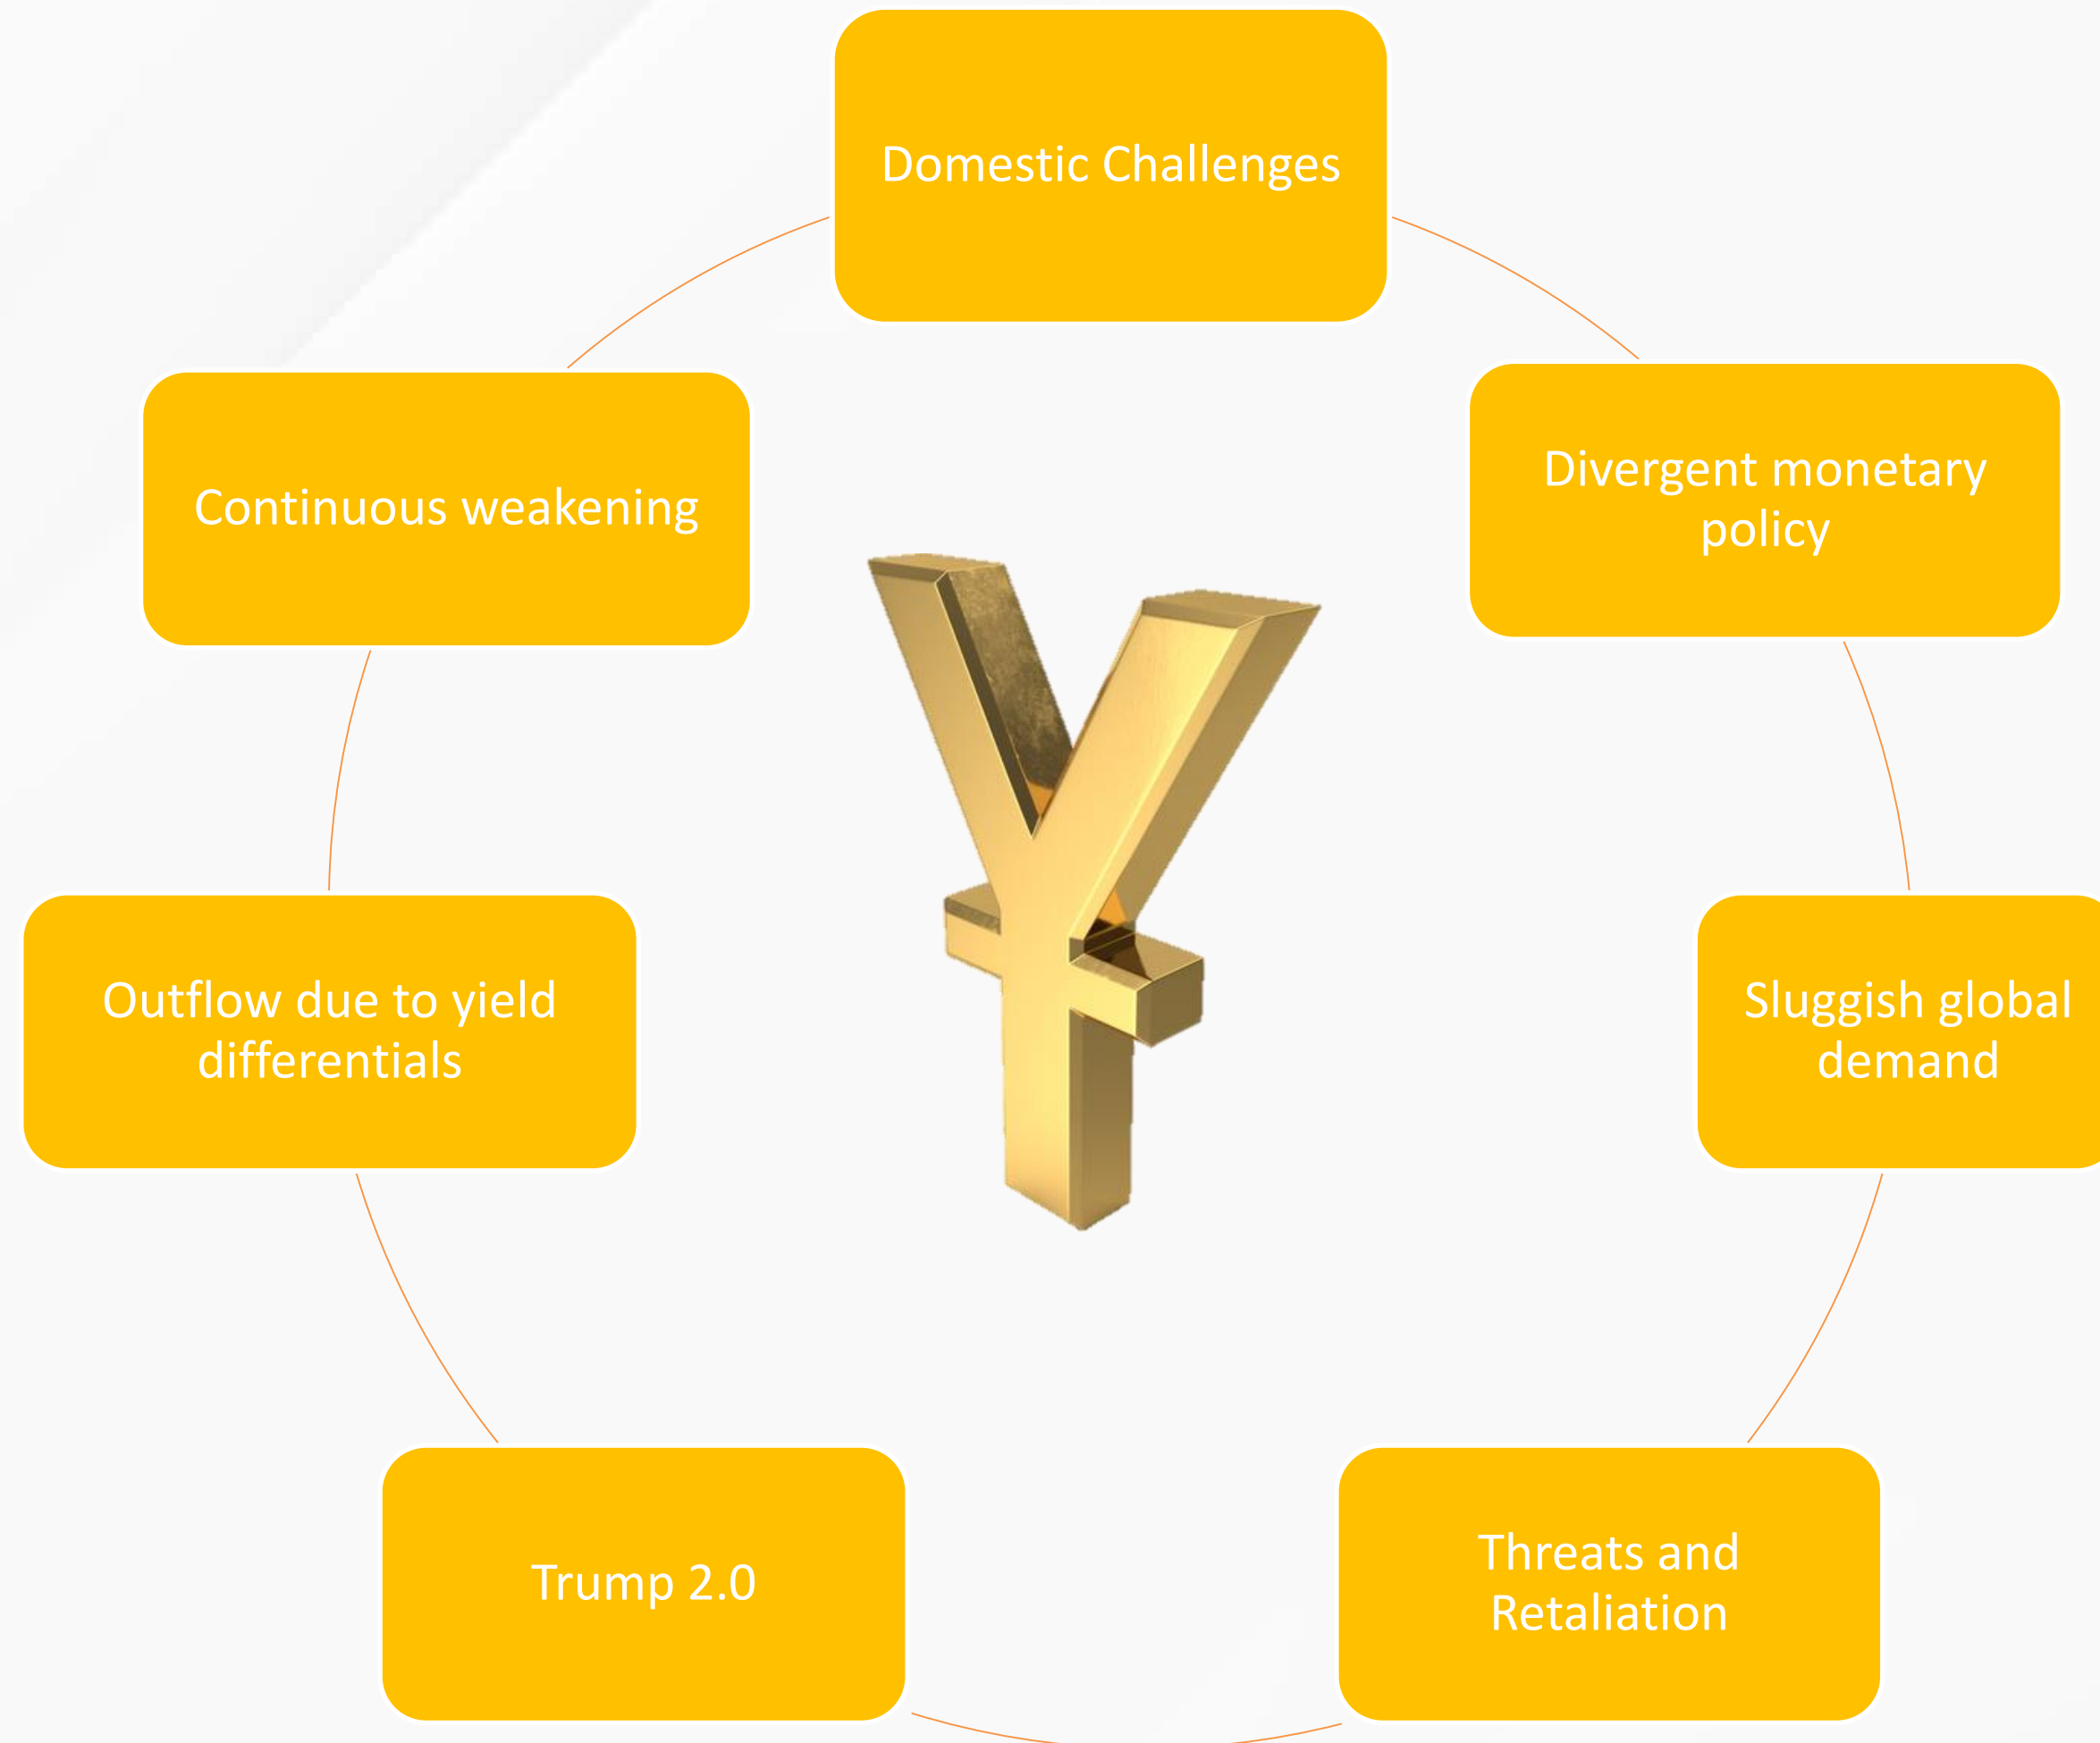 Domestic Challenges
Divergent monetary
policy
Sluggish global
demand
Threats and
Retaliation
Trump 2.0
Outflow due to yield
differentials
Continuous weakening